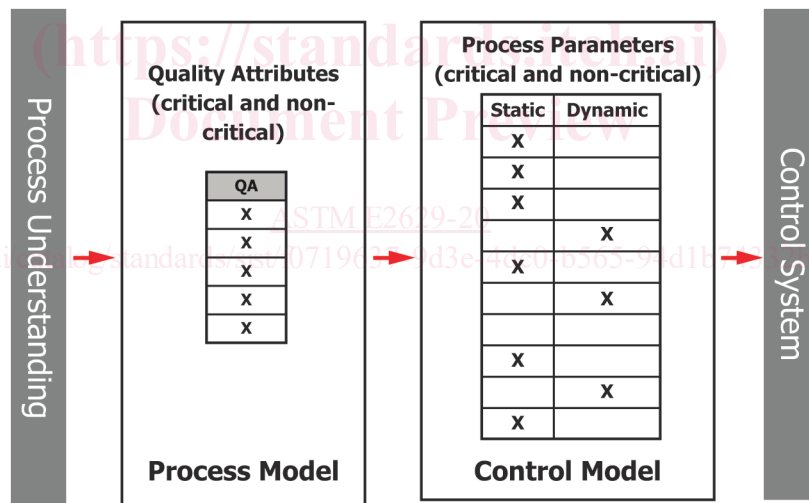 (https://standards.iteh.ai)
Document Preview
ASTM E2629-20
Process Understanding
Quality Attributes
(critical and non-
critical)
QA
X
X
X
X
X
Process Model
Process Parameters
(critical and non-critical)
Static Dynamic
X
X
X
X
X
X
X
X
X
Control Model
Control System